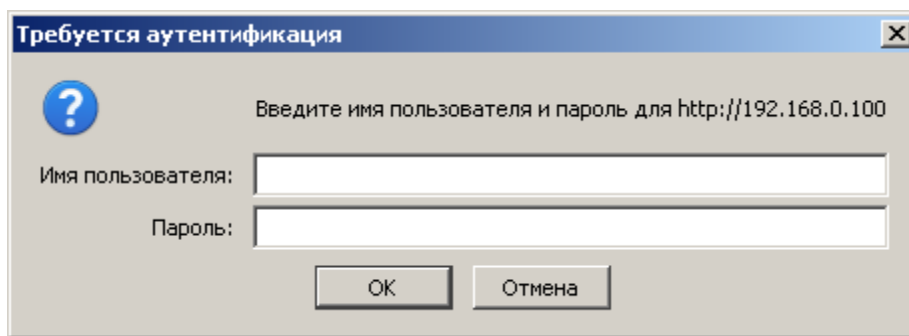 Требуется аутентификация
Введите имя пользователя и пароль для http://192.168.0.100
Имя пользователя:
Пароль:
OK Отмена